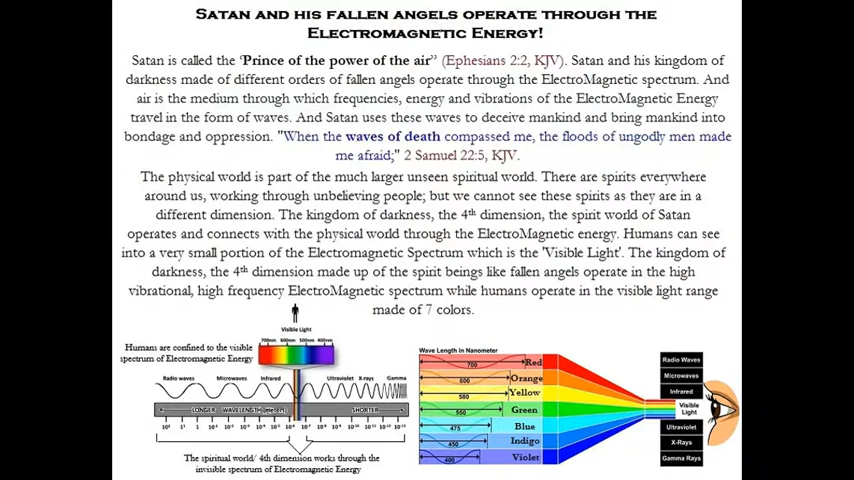 SATAN AND HIS FALLEN ANGELS OPERATE THROUGH THE
ELECTROMAGNETIC ENERGY!
Satan is called the ‘Prince of the power of the air” (Ephesians 2:2, KJV). Satan and his kingdom of
darkness made of different orders of fallen angels operate through the ElectroMagnetic spectrum. And
air is the medium through which frequencies, energy and vibrations of the ElectroMagnetic Energy
travel in the form of waves. And Satan uses these waves to deceive mankind and bring mankind into
bondage and oppression. "When the waves of death compassed me, the floods of ungodly men made
me afraid;" 2 Samuel 22:5, KJV.
The physical world is part of the much larger unseen spiritual world. There are spirits everywhere
around us, working through unbelieving people; but we cannot see these spirits as they are in a
different dimension. The kingdom of darkness, the 4th dimension, the spirit world of Satan
operates and connects with the physical world through the ElectroMagnetic energy. Humans can see
into a very small portion of the Electromagnetic Spectrum which is the 'Visible Light'. The kingdom of
darkness, the 4th dimension made up of the spirit beings like fallen angels operate in the high
vibrational, high frequency ElectroMagnetic spectrum while humans operate in the visible light range
made of 7 colors.
Visible Light
700nm 600nm 500nm 400nm
Humans are confined to the visible
spectrum of Electromagnetic Energy
Radio waves Microwaves Infrared Ultraviolet X-rays Gamma
LONGER WAVELENGTH (meters) SHORTER
The spiritual world/ 4th dimension works through the
invisible spectrum of Electromagnetic Energy
Wave Length in Nanometer
Red
700
Orange
600
Yellow
580
Green
550
Blue
475
Indigo
450
Violet
400
Radio Waves
Microwaves
Infrared
Visible
Light
Ultraviolet
X-Rays
Gamma Rays